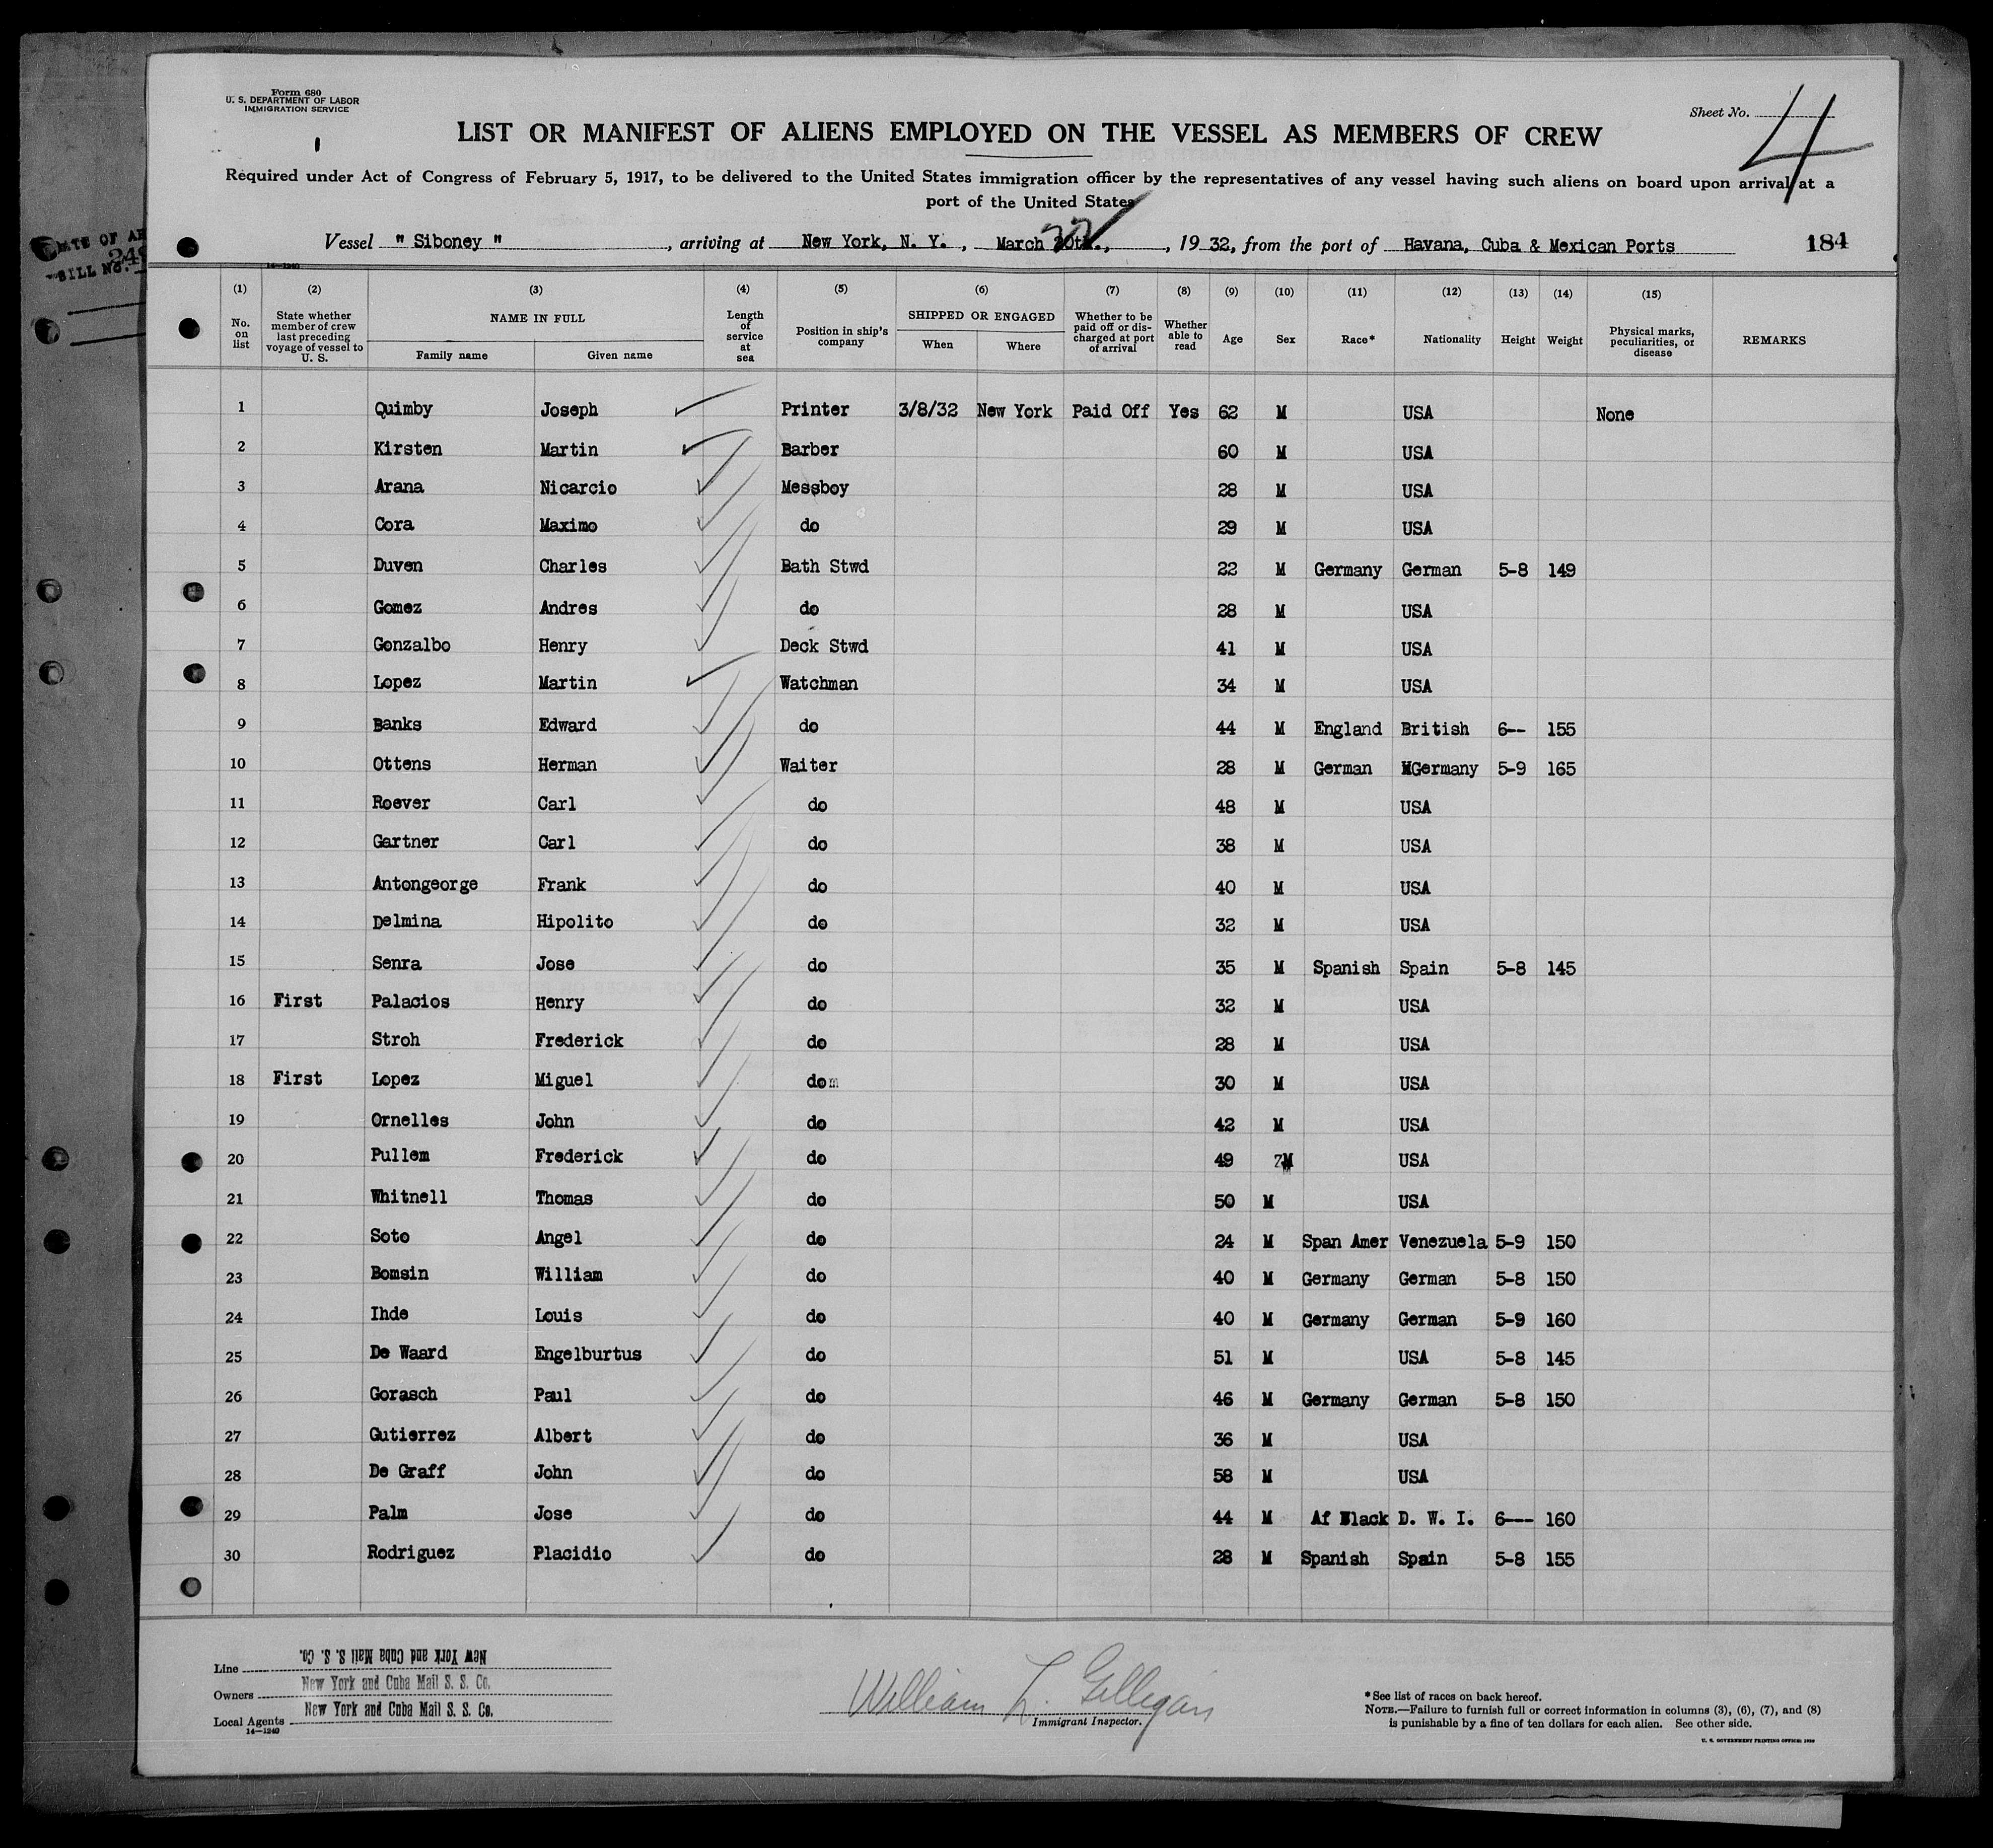 Form 680
U. S. DEPARTMENT OF LABOR
IMMIGRATION SERVICE
Sheet No. 4
LIST OR MANIFEST OF ALIENS EMPLOYED ON THE VESSEL AS MEMBERS OF CREW
Required under Act of Congress of February 5, 1917, to be delivered to the United States immigration officer by the representatives of any vessel having such aliens on board upon arrival at a
port of the United States
Vessel " Siboney " , arriving at New York, N. Y. , March 20th., , 1932, from the port of Havana, Cuba & Mexican Ports 184
14—1240
(1) (2) (3) (4) (5) (6) (7) (8) (9) (10) (11) (12) (13) (14) (15)
No. on list State whether member of crew last preceding voyage of vessel to U. S. NAME IN FULL Family name Given name Length of service at sea Position in ship's company SHIPPED OR ENGAGED When Where Whether to be paid off or discharged at port of arrival Whether able to read Age Sex Race* Nationality Height Weight Physical marks, peculiarities, or disease REMARKS
1 Quimby Joseph Printer 3/8/32 New York Paid Off Yes 62 M USA None
2 Kirsten Martin Barber 60 M USA
3 Arana Nicarcio Messboy 28 M USA
4 Cora Maximo do 29 M USA
5 Duven Charles Bath Stwd 22 M Germany German 5-8 149
6 Gomez Andres do 28 M USA
7 Gonzalbo Henry Deck Stwd 41 M USA
8 Lopez Martin Watchman 34 M USA
9 Banks Edward do 44 M England British 6-- 155
10 Ottens Herman Waiter 28 M German Germany 5-9 165
11 Roever Carl do 48 M USA
12 Gartner Carl do 38 M USA
13 Antongeorge Frank do 40 M USA
14 Delmina Hipolito do 32 M USA
15 Senra Jose do 35 M Spanish Spain 5-8 145
16 First Palacios Henry do 32 M USA
17 Stroh Frederick do 28 M USA
18 First Lopez Miguel do 30 M USA
19 Ornelles John do 42 M USA
20 Pullem Frederick do 49 M USA
21 Whitnell Thomas do 50 M USA
22 Soto Angel do 24 M Span Amer Venezuela 5-9 150
23 Bomsin William do 40 M Germany German 5-8 150
24 Ihde Louis do 40 M Germany German 5-9 160
25 De Waard Engelburtus do 51 M USA 5-8 145
26 Gorasch Paul do 46 M Germany German 5-8 150
27 Gutierrez Albert do 36 M USA
28 De Graff John do 58 M USA
29 Palm Jose do 44 M Af Black D. W. I. 6--- 160
30 Rodriguez Placidio do 28 M Spanish Spain 5-8 155
Line New York and Cuba Mail S. S. Co.
Owners New York and Cuba Mail S. S. Co.
Local Agents New York and Cuba Mail S. S. Co.
14—1240
William L. Gilligan
Immigrant Inspector.
*See list of races on back hereof.
NOTE.—Failure to furnish full or correct information in columns (3), (6), (7), and (8)
is punishable by a fine of ten dollars for each alien. See other side.
U. S. GOVERNMENT PRINTING OFFICE: 1930